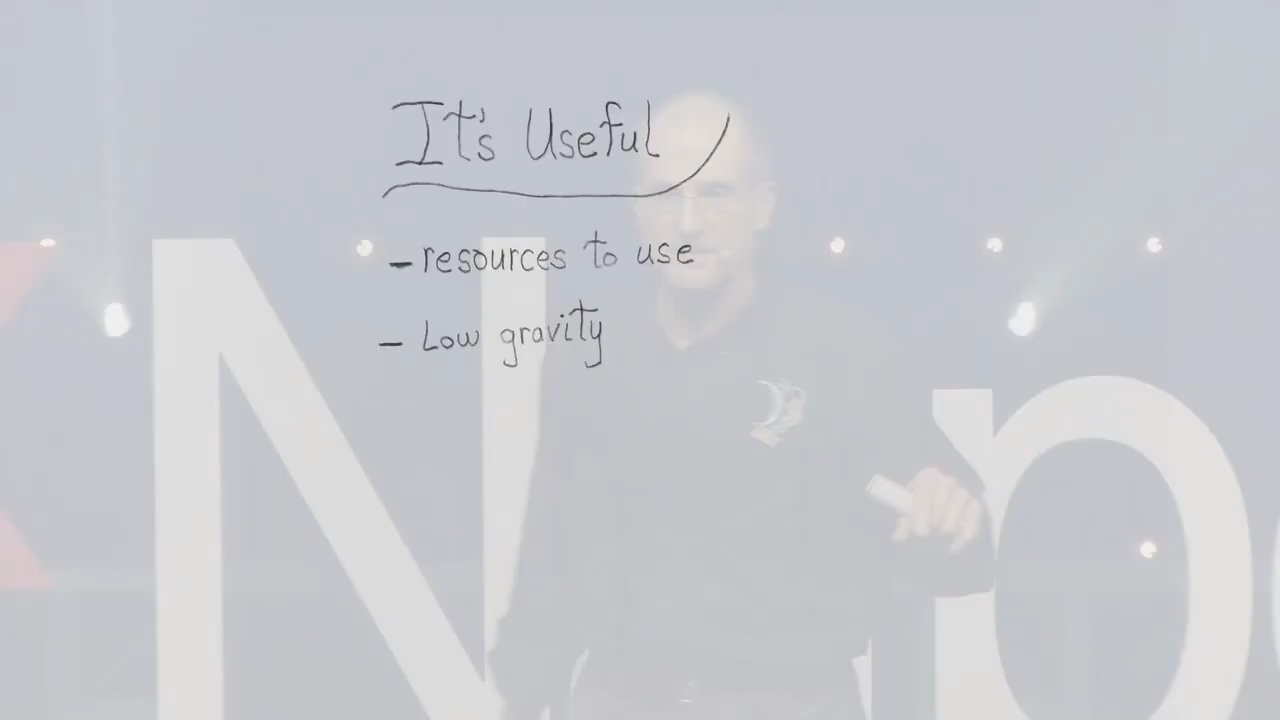 It's Useful
– resources to use
– Low gravity
N p